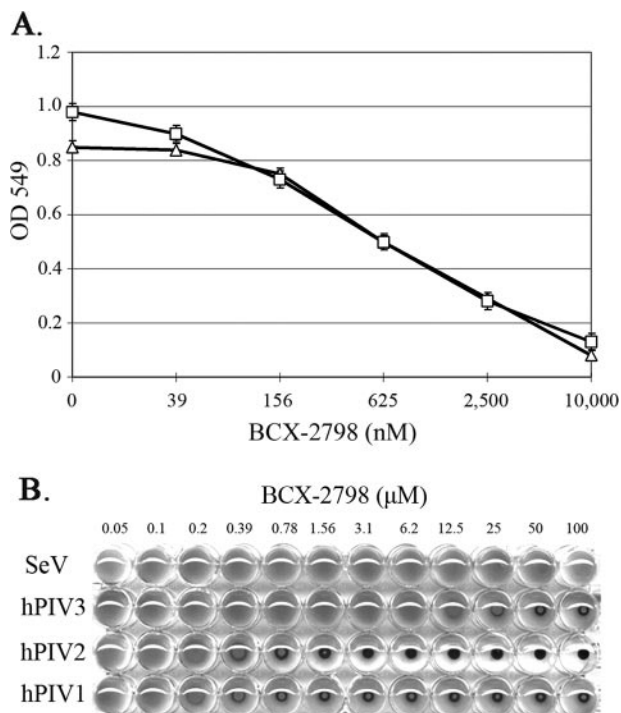 A.
1.2
1.0
0.8
0.6
0.4
0.2
0
OD 549
0 39 156 625 2,500 10,000
BCX-2798 (nM)
B.
BCX-2798 (μM)
0.05 0.1 0.2 0.39 0.78 1.56 3.1 6.2 12.5 25 50 100
SeV
hPIV3
hPIV2
hPIV1